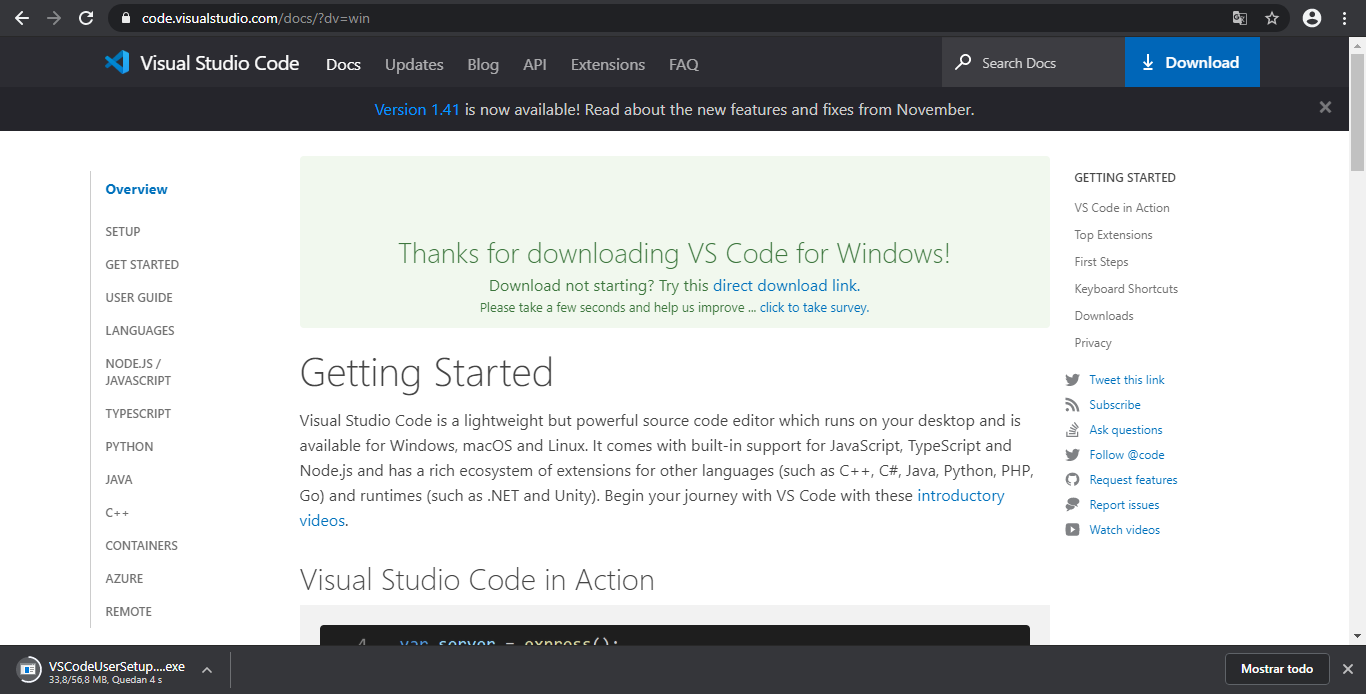 code.visualstudio.com/docs/?dv=win
Visual Studio Code
Docs
Updates
Blog
API
Extensions
FAQ
Search Docs
Download
Version 1.41 is now available! Read about the new features and fixes from November.
Overview
SETUP
GET STARTED
USER GUIDE
LANGUAGES
NODE.JS /
JAVASCRIPT
TYPESCRIPT
PYTHON
JAVA
C++
CONTAINERS
AZURE
REMOTE
Thanks for downloading VS Code for Windows!
Download not starting? Try this direct download link.
Please take a few seconds and help us improve ... click to take survey.
Getting Started
Visual Studio Code is a lightweight but powerful source code editor which runs on your desktop and is
available for Windows, macOS and Linux. It comes with built-in support for JavaScript, TypeScript and
Node.js and has a rich ecosystem of extensions for other languages (such as C++, C#, Java, Python, PHP,
Go) and runtimes (such as .NET and Unity). Begin your journey with VS Code with these introductory
videos.
Visual Studio Code in Action
4 var server = express();
GETTING STARTED
VS Code in Action
Top Extensions
First Steps
Keyboard Shortcuts
Downloads
Privacy
Tweet this link
Subscribe
Ask questions
Follow @code
Request features
Report issues
Watch videos
VSCodeUserSetup....exe
33,8/56,8 MB, Quedan 4 s
Mostrar todo